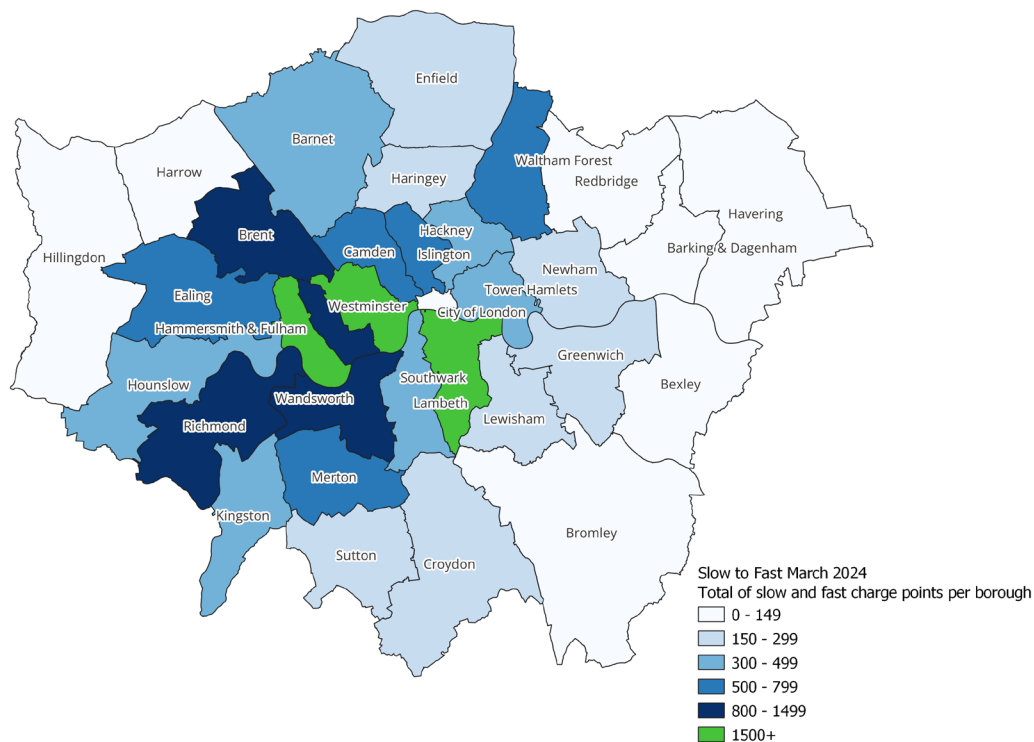 Enfield
Barnet
Waltham Forest
Harrow
Haringey
Redbridge
Havering
Hackney
Brent
Barking & Dagenham
Camden
Islington
Hillingdon
Newham
Tower Hamlets
Ealing
Westminster
City of London
Hammersmith & Fulham
Greenwich
Southwark
Hounslow
Bexley
Wandsworth
Lambeth
Lewisham
Richmond
Merton
Kingston
Bromley
Sutton
Croydon
Slow to Fast March 2024
Total of slow and fast charge points per borough
0 - 149
150 - 299
300 - 499
500 - 799
800 - 1499
1500+